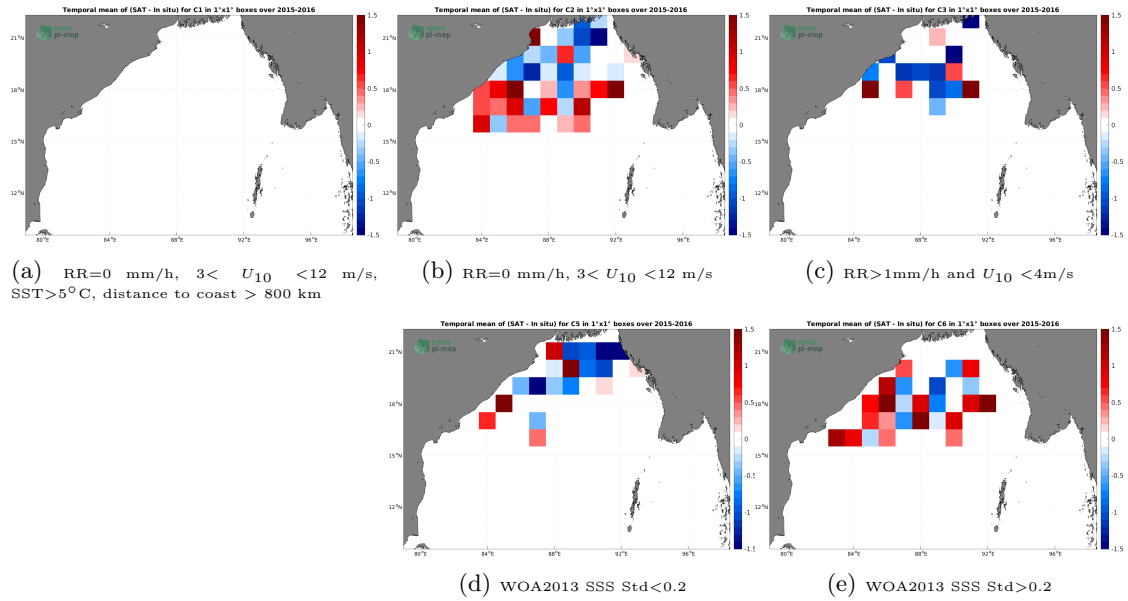 Temporal mean of (SAT - In situ) for C1 in 1°x1° boxes over 2015-2016
pi-mep
21°N
18°N
15°N
12°N
80°E 84°E 88°E 92°E 96°E
1.5
1
0.5
0
-0.5
-1
-1.5
(a) RR=0 mm/h, 3< U10 <12 m/s,
SST>5°C, distance to coast > 800 km
Temporal mean of (SAT - In situ) for C2 in 1°x1° boxes over 2015-2016
pi-mep
21°N
18°N
15°N
12°N
80°E 84°E 88°E 92°E 96°E
1.5
1
0.5
0
-0.5
-1
-1.5
(b) RR=0 mm/h, 3< U10 <12 m/s
Temporal mean of (SAT - In situ) for C3 in 1°x1° boxes over 2015-2016
pi-mep
21°N
18°N
15°N
12°N
80°E 84°E 88°E 92°E 96°E
1.5
1
0.5
0
-0.5
-1
-1.5
(c) RR>1mm/h and U10 <4m/s
Temporal mean of (SAT - In situ) for C5 in 1°x1° boxes over 2015-2016
pi-mep
21°N
18°N
15°N
12°N
80°E 84°E 88°E 92°E 96°E
1.5
1
0.5
0
-0.5
-1
-1.5
(d) WOA2013 SSS Std<0.2
Temporal mean of (SAT - In situ) for C6 in 1°x1° boxes over 2015-2016
pi-mep
21°N
18°N
15°N
12°N
80°E 84°E 88°E 92°E 96°E
1.5
1
0.5
0
-0.5
-1
-1.5
(e) WOA2013 SSS Std>0.2